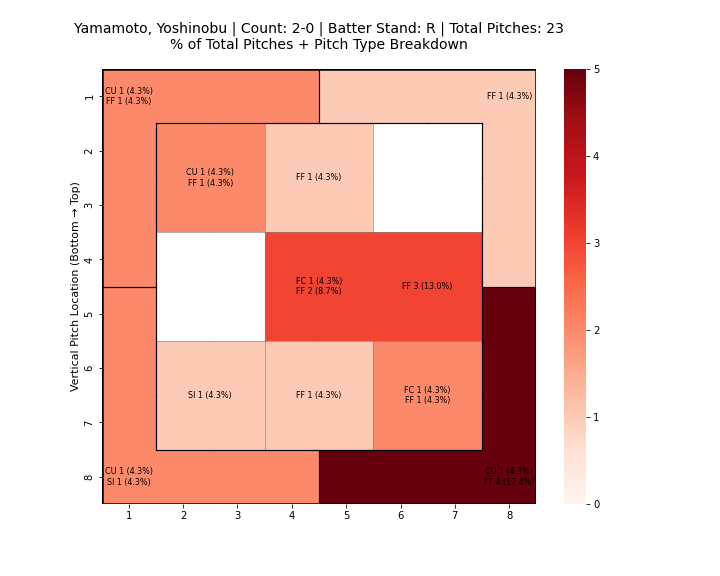 Yamamoto, Yoshinobu | Count: 2-0 | Batter Stand: R | Total Pitches: 23
% of Total Pitches + Pitch Type Breakdown
Vertical Pitch Location (Bottom → Top)
1
2
3
4
5
6
7
8
CU 1 (4.3%)
FF 1 (4.3%)
FF 1 (4.3%)
CU 1 (4.3%)
FF 1 (4.3%)
FF 1 (4.3%)
FC 1 (4.3%)
FF 2 (8.7%)
FF 3 (13.0%)
SI 1 (4.3%)
FF 1 (4.3%)
FC 1 (4.3%)
FF 1 (4.3%)
CU 1 (4.3%)
SI 1 (4.3%)
CU 1 (4.3%)
FF 4 (17.4%)
1
2
3
4
5
6
7
8
5
4
3
2
1
0